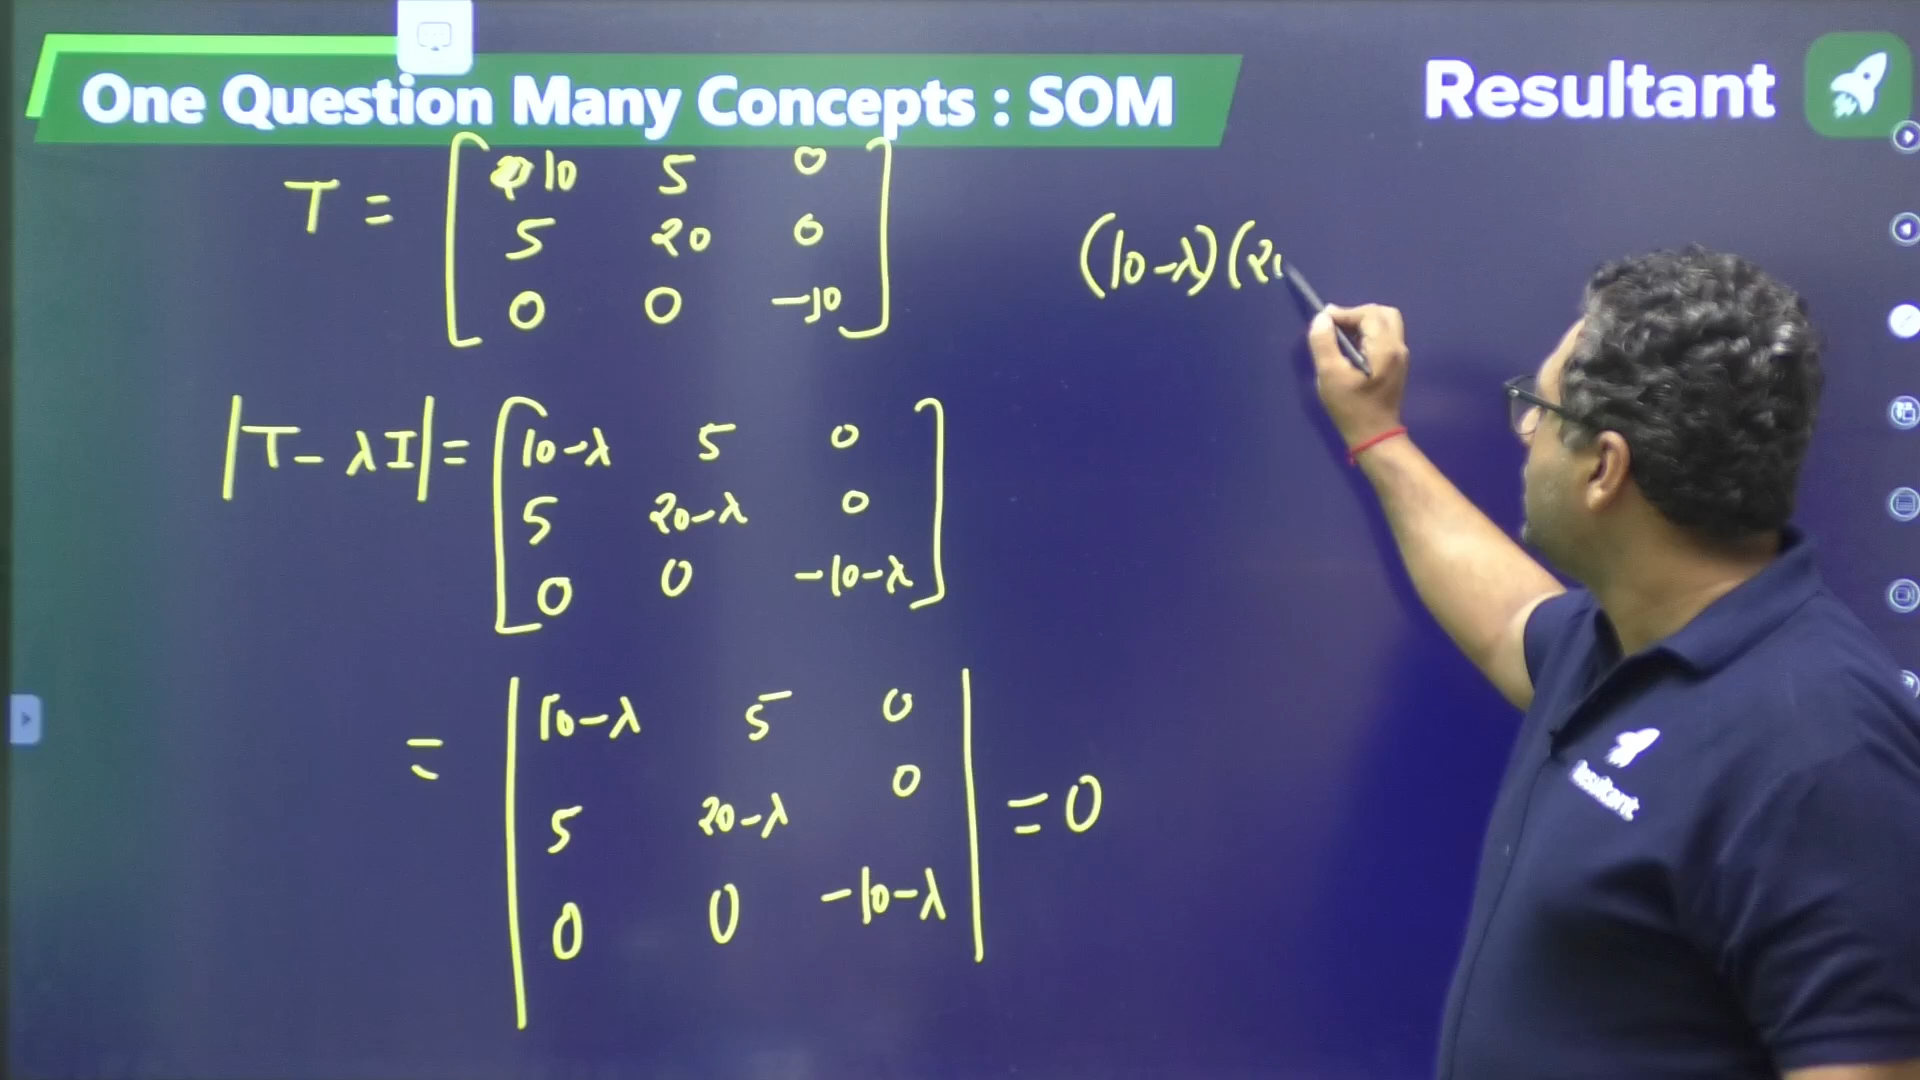 One Question Many Concepts : SOM
Resultant
T = [ 10 5 0
5 20 0
0 0 -10 ]
(10-λ)(20
|T - λI| = [ 10-λ 5 0
5 20-λ 0
0 0 -10-λ ]
= | 10-λ 5 0
5 20-λ 0
0 0 -10-λ | = 0
Resultant